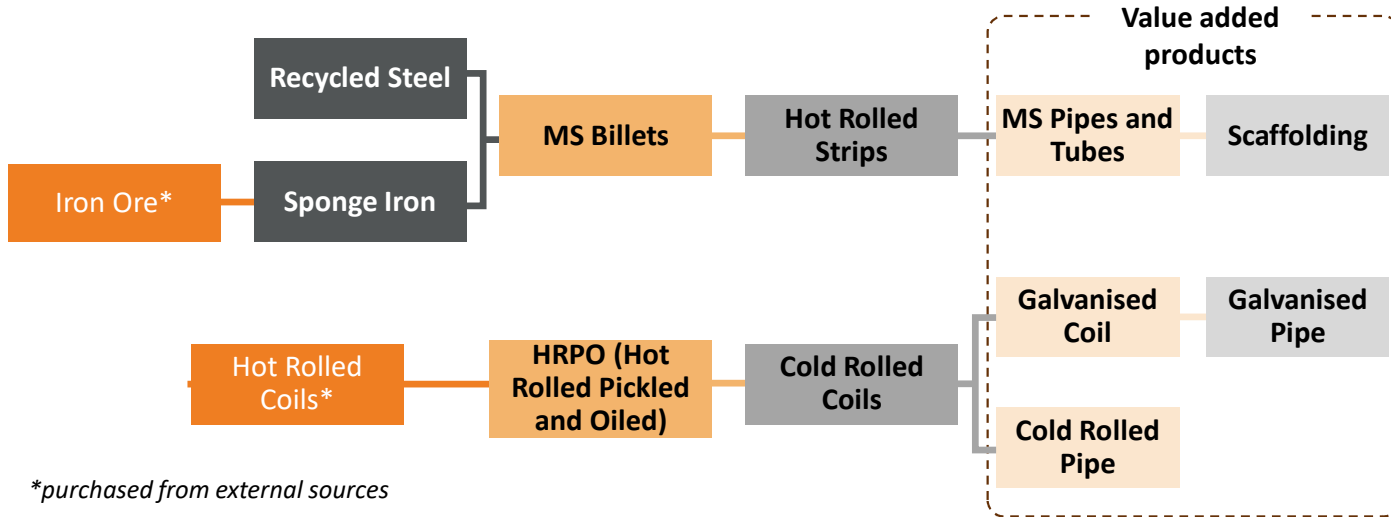 Value added
products
Recycled Steel
MS Billets
Hot Rolled
Strips
MS Pipes and
Tubes
Scaffolding
Iron Ore*
Sponge Iron
Galvanised
Coil
Galvanised
Pipe
Hot Rolled
Coils*
HRPO (Hot
Rolled Pickled
and Oiled)
Cold Rolled
Coils
Cold Rolled
Pipe
*purchased from external sources